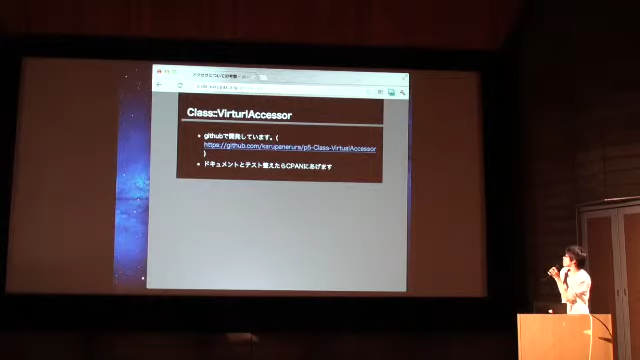 Class::VirturlAccessor
githubで開発しています。(
https://github.com/karupanerura/p5-Class-VirturlAccessor
)
ドキュメントとテスト整えたらCPANにあげます